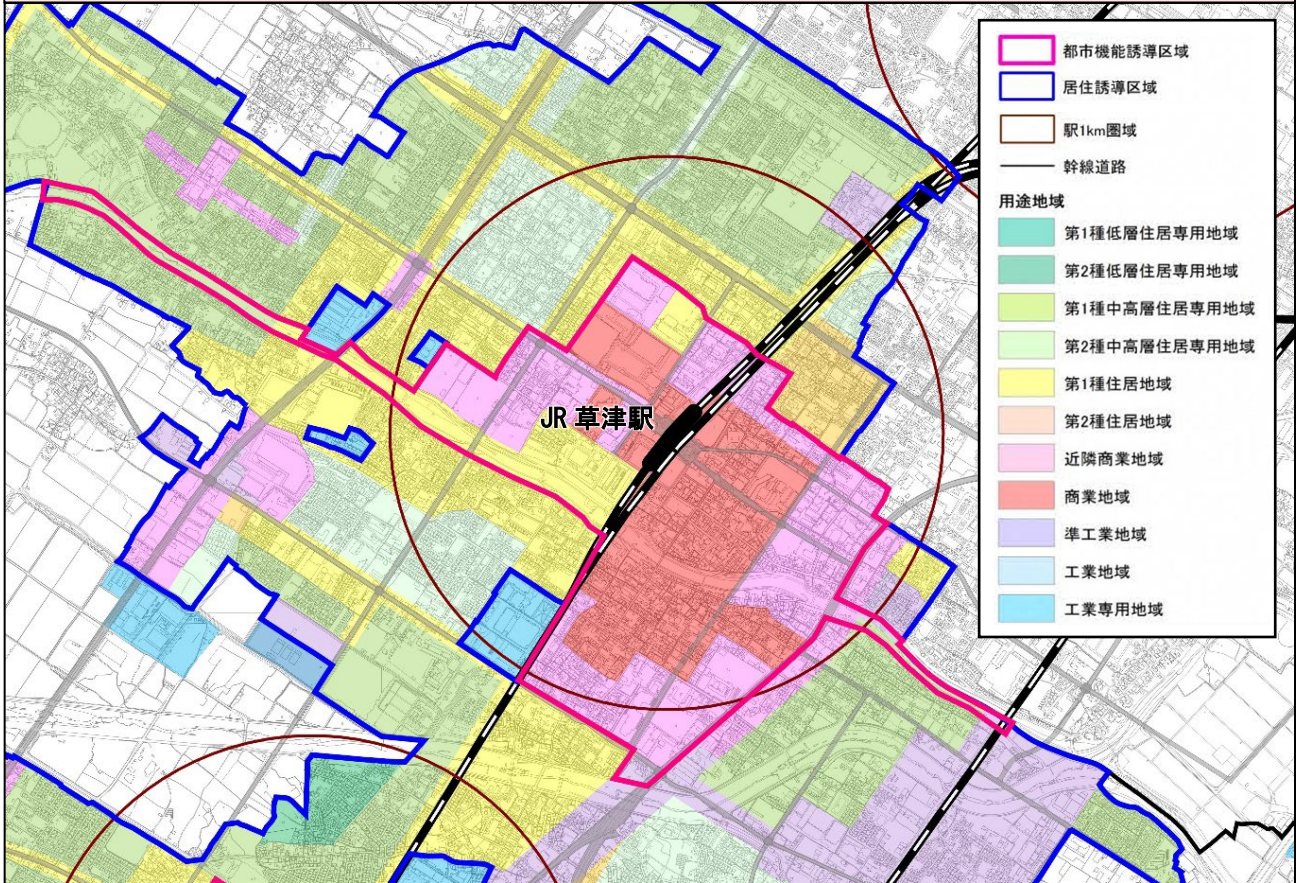 都市機能誘導区域
居住誘導区域
駅1km圏域
幹線道路
用途地域
第1種低層住居専用地域
第2種低層住居専用地域
第1種中高層住居専用地域
第2種中高層住居専用地域
第1種住居地域
第2種住居地域
近隣商業地域
商業地域
準工業地域
工業地域
工業専用地域
JR 草津駅